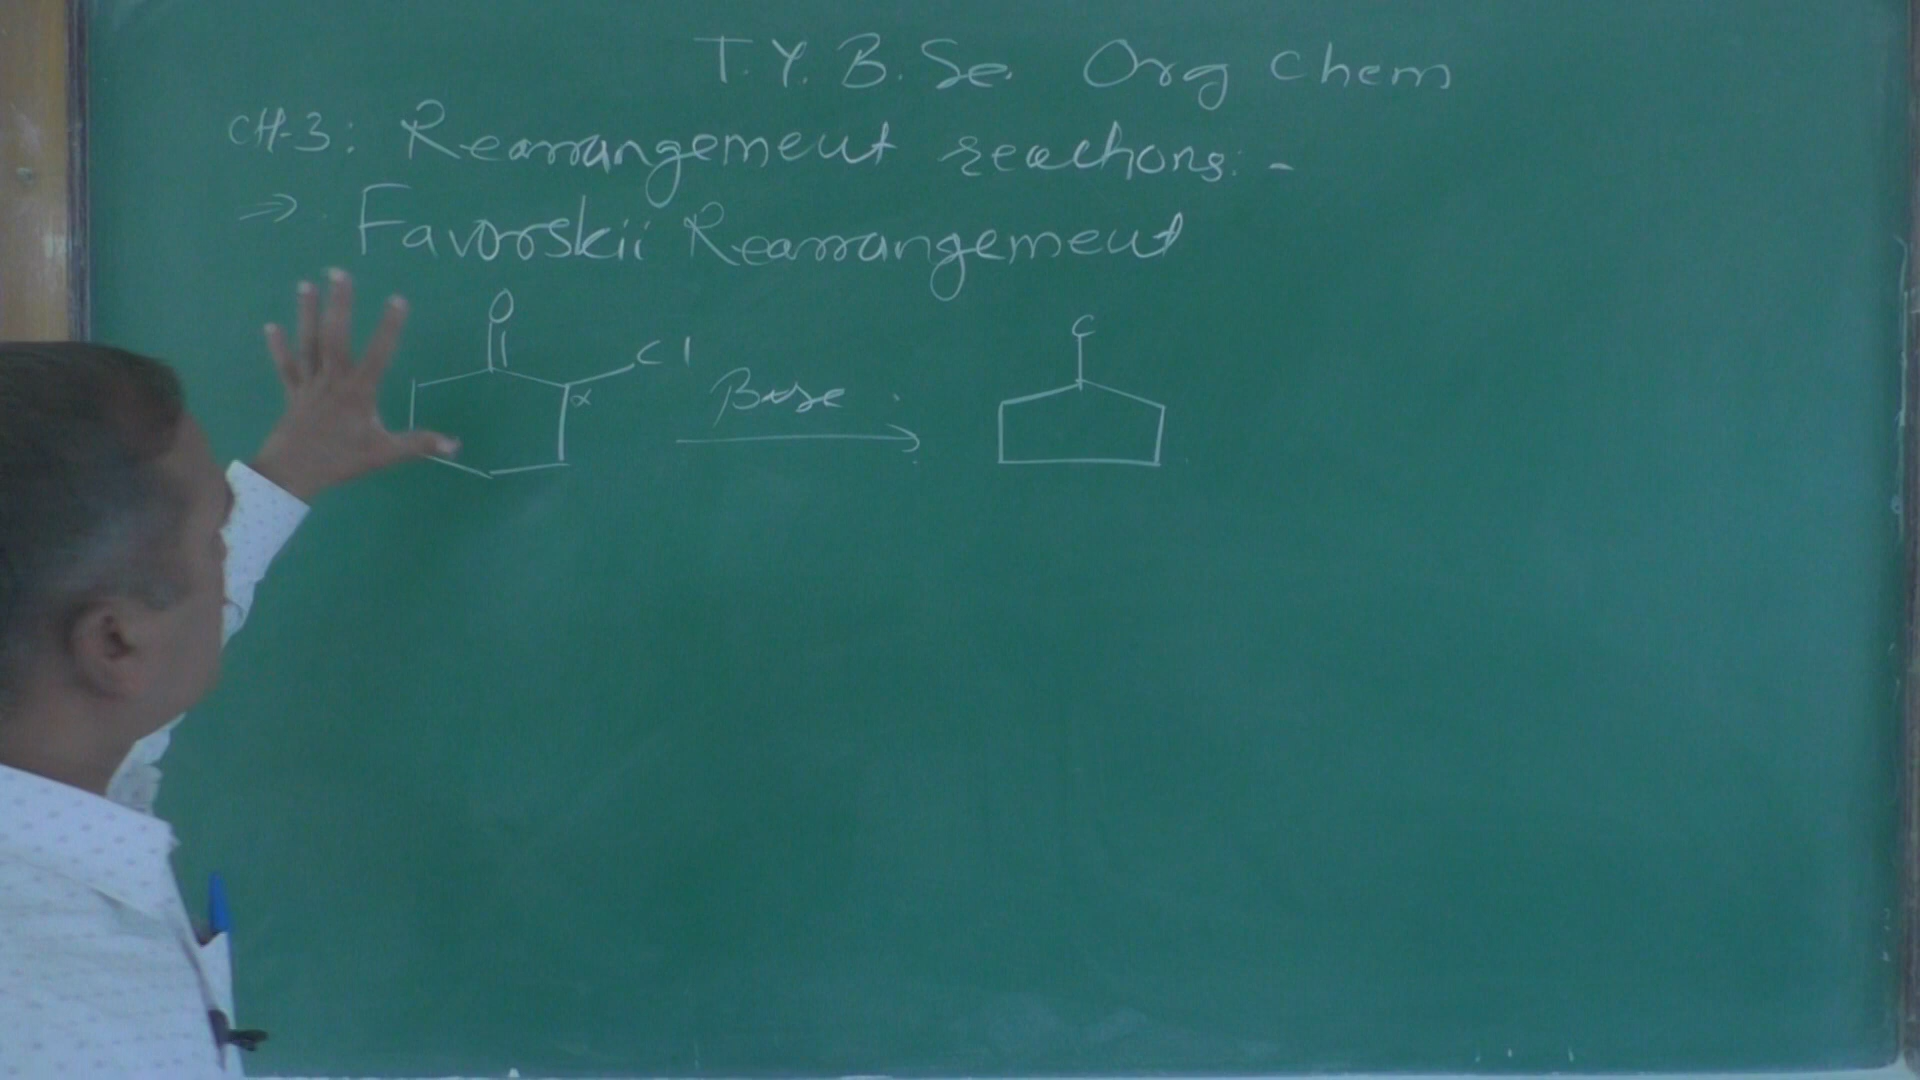 T.Y. B.Sc. Org Chem
CH-3: Rearrangement reactions:-
⇒ Favorskii Rearrangement
O
Cl
α
Base
C